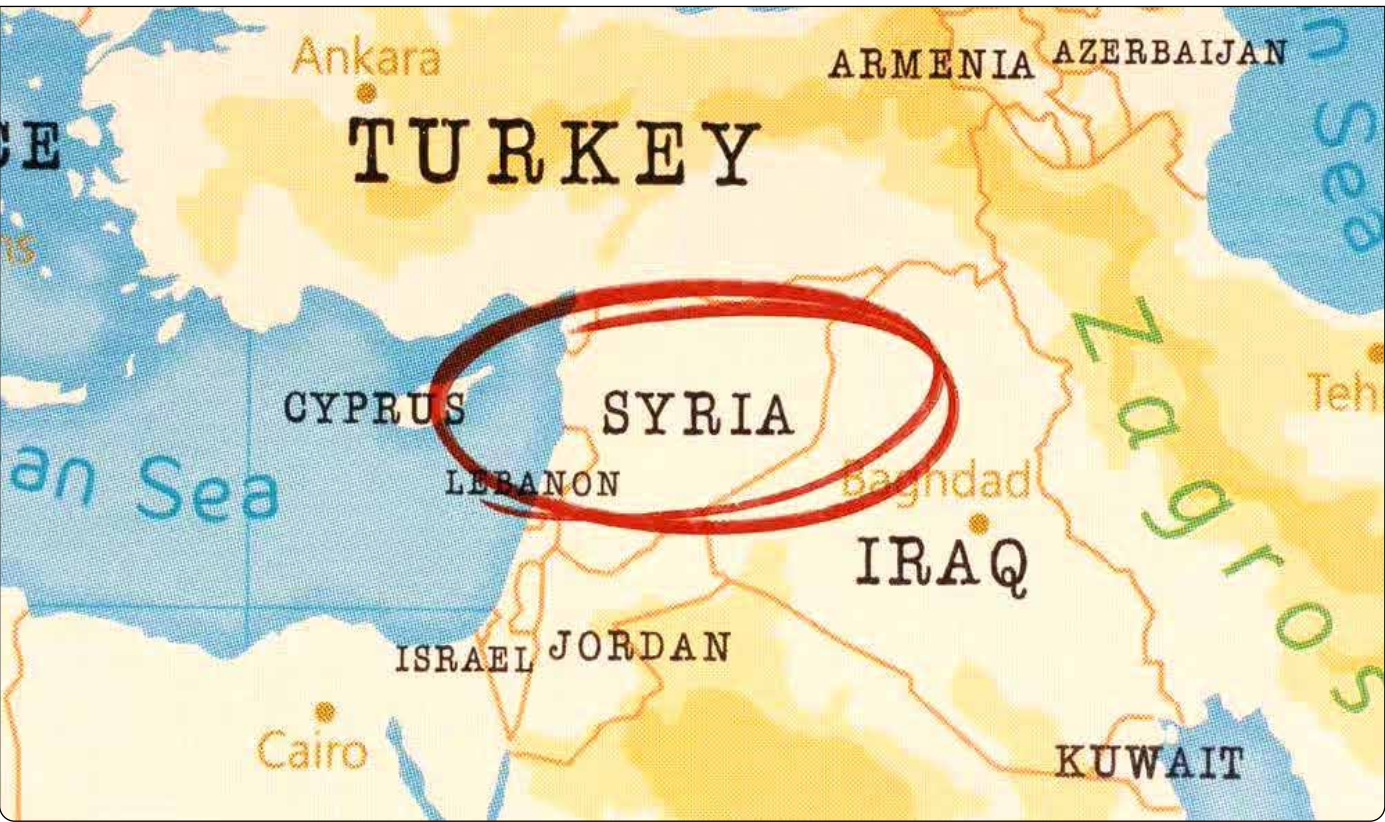 Ankara
ARMENIA
AZERBAIJAN
n Sea
TURKEY
CE
ns
Zagros
Teh
CYPRUS
SYRIA
an Sea
LEBANON
Baghdad
IRAQ
ISRAEL
JORDAN
Cairo
KUWAIT